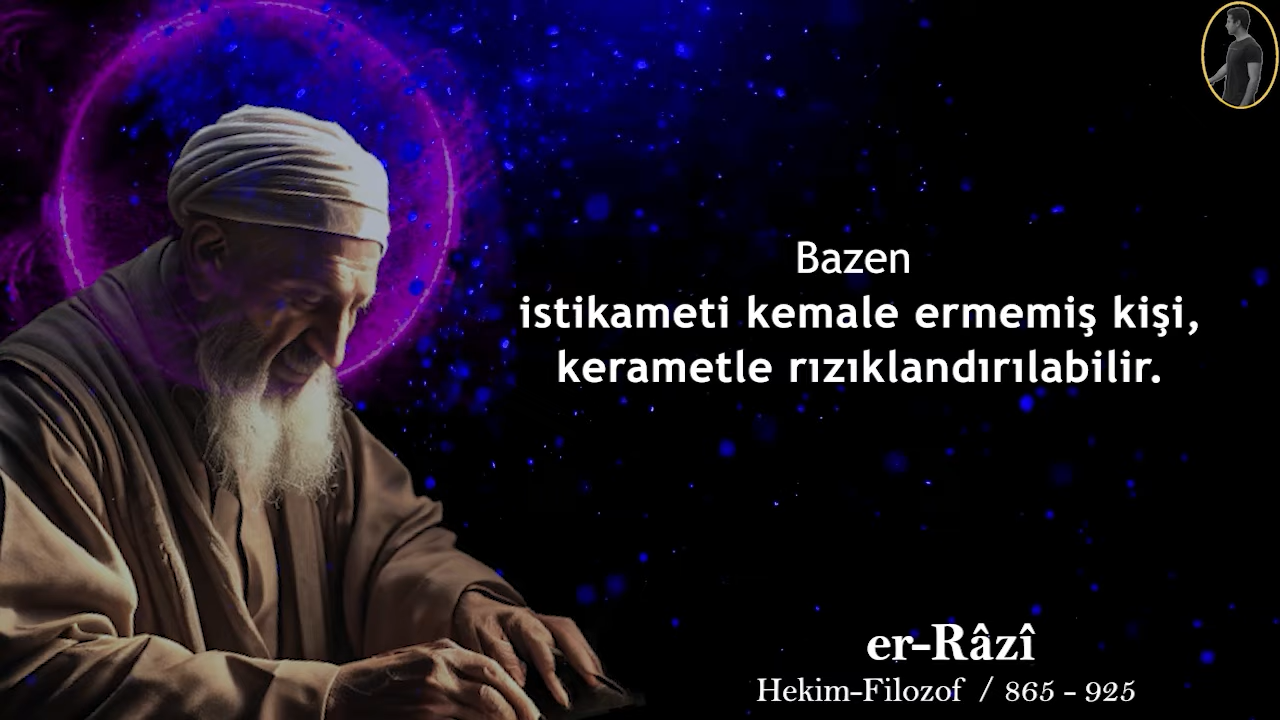 Bazen
istikameti kemale ermemiş kişi,
kerametle rızıklandırılabilir.
er-Râzî
Hekim-Filozof / 865 - 925